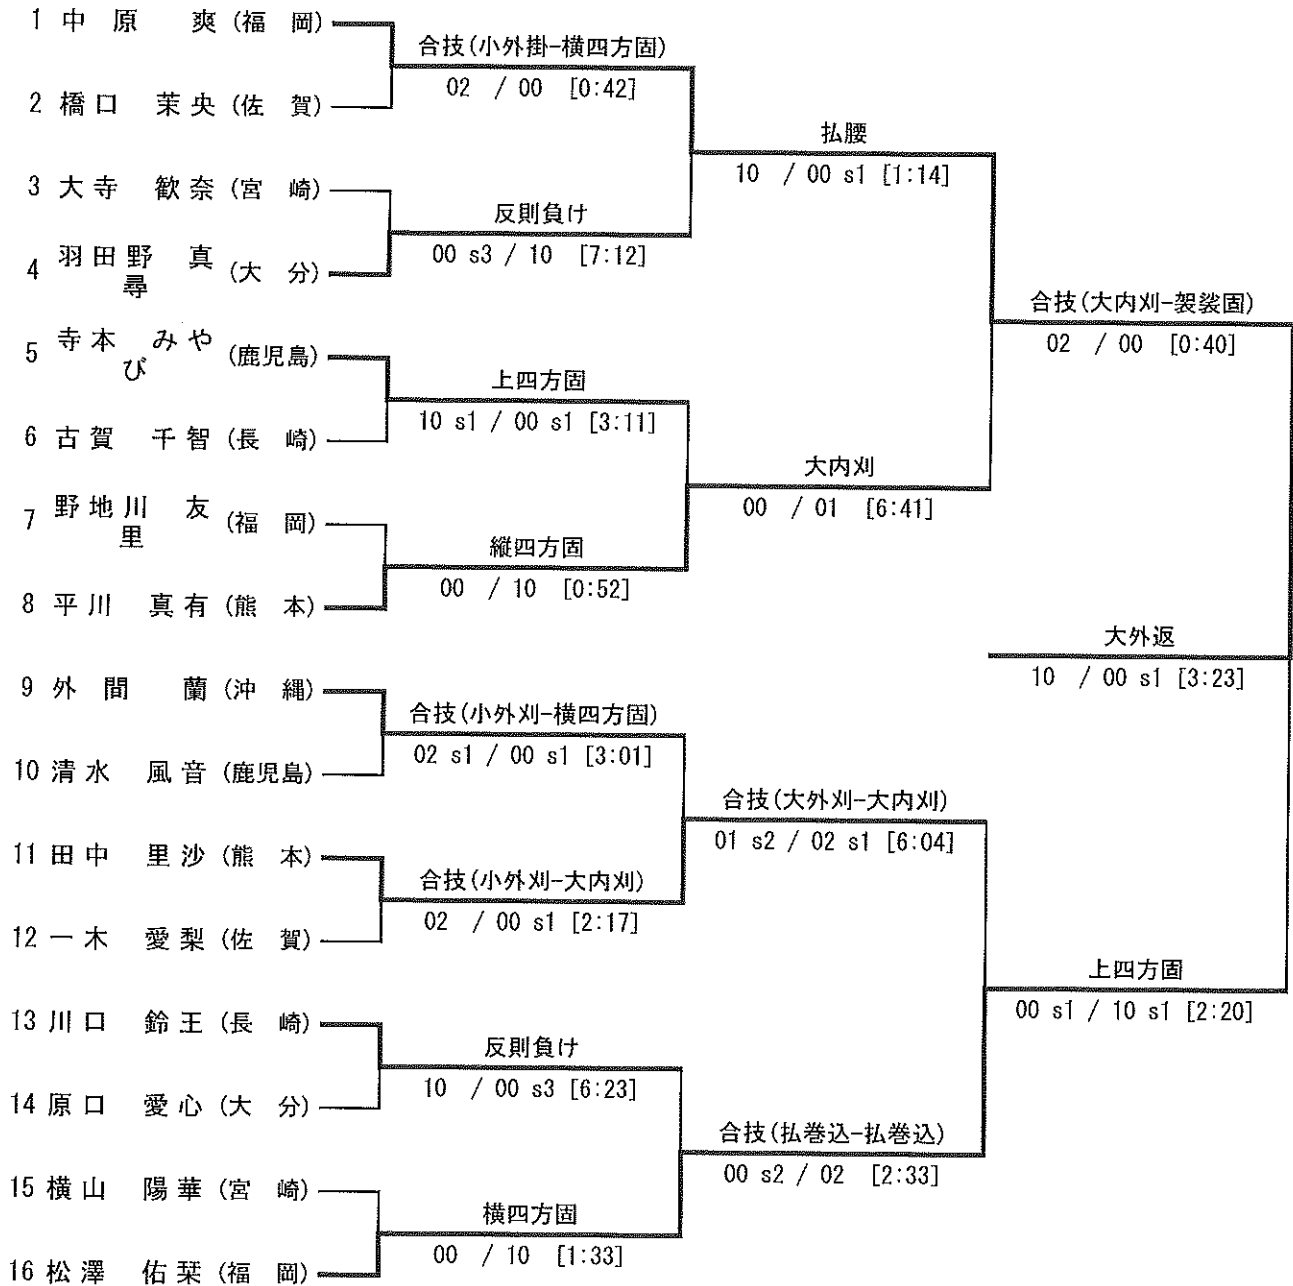 1 中原 爽 (福 岡)
合技(小外掛-横四方固)
02 / 00 [0:42]
2 橋口 茉央 (佐 賀)
払腰
10 / 00 s1 [1:14]
3 大寺 歓奈 (宮 崎)
反則負け
00 s3 / 10 [7:12]
4 羽田野 真尋 (大 分)
合技(大内刈-袈裟固)
02 / 00 [0:40]
5 寺本 みやび (鹿児島)
上四方固
10 s1 / 00 s1 [3:11]
6 古賀 千智 (長 崎)
大内刈
00 / 01 [6:41]
7 野地川 友里 (福 岡)
縦四方固
00 / 10 [0:52]
8 平川 真有 (熊 本)
大外返
10 / 00 s1 [3:23]
9 外間 蘭 (沖 縄)
合技(小外刈-横四方固)
02 s1 / 00 s1 [3:01]
10 清水 風音 (鹿児島)
合技(大外刈-大内刈)
01 s2 / 02 s1 [6:04]
11 田中 里沙 (熊 本)
合技(小外刈-大内刈)
02 / 00 s1 [2:17]
12 一木 愛梨 (佐 賀)
上四方固
00 s1 / 10 s1 [2:20]
13 川口 鈴王 (長 崎)
反則負け
10 / 00 s3 [6:23]
14 原口 愛心 (大 分)
合技(払巻込-払巻込)
00 s2 / 02 [2:33]
15 横山 陽華 (宮 崎)
横四方固
00 / 10 [1:33]
16 松澤 佑栞 (福 岡)